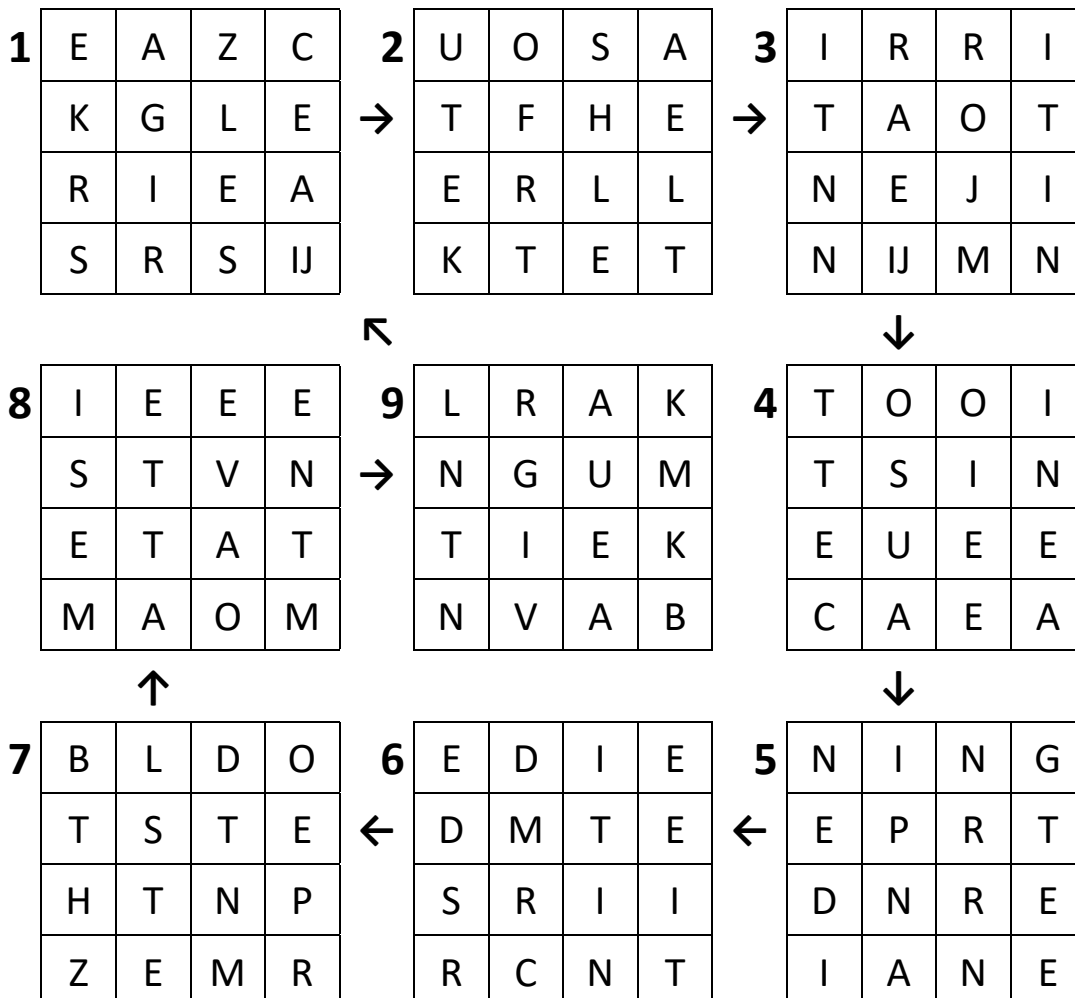 1 E A Z C 2 U O S A 3 I R R I
K G L E → T F H E → T A O T
R I E A E R L L N E J I
S R S IJ K T E T N IJ M N
↖ ↓
8 I E E E 9 L R A K 4 T O O I
S T V N → N G U M T S I N
E T A T T I E K E U E E
M A O M N V A B C A E A
↑ ↓
7 B L D O 6 E D I E 5 N I N G
T S T E ← D M T E ← E P R T
H T N P S R I I D N R E
Z E M R R C N T I A N E